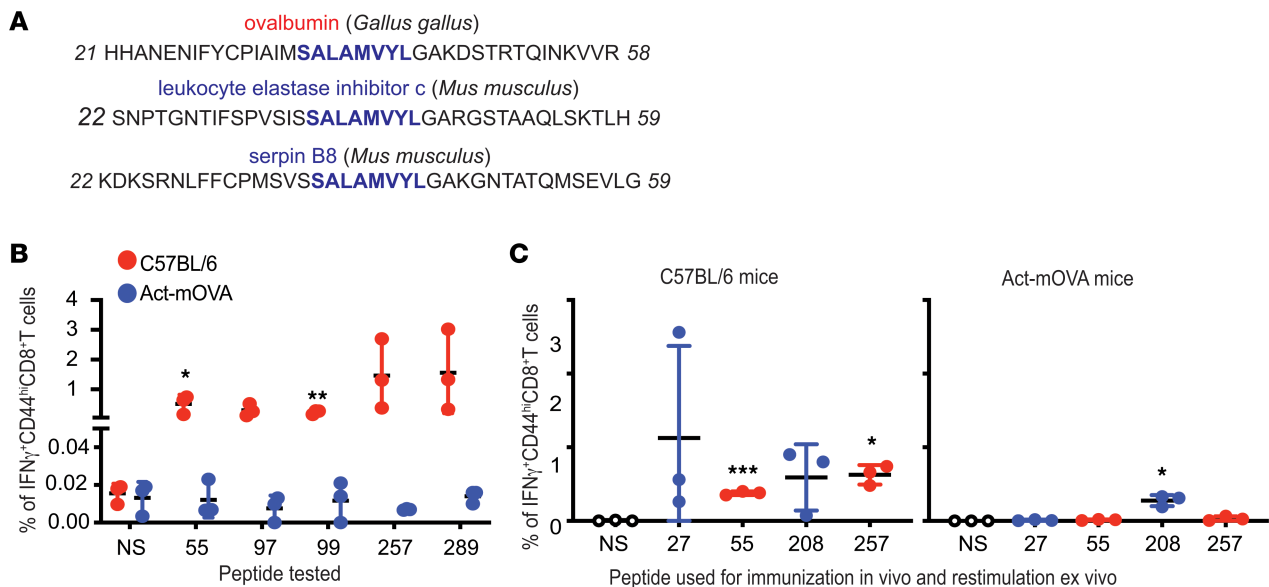 A
ovalbumin (Gallus gallus)
21 HHANENIFYCPIAIMSALAMVYLGAKDSTRTQINKVVR 58
leukocyte elastase inhibitor c (Mus musculus)
22 SNPTGNTIFSPVSISSALAMVYLGARGSTAAQLSKTLH 59
serpin B8 (Mus musculus)
22 KDKSRNLFFCPMSVSSALAMVYLGAKGNTATQMSEVLG 59
B
C57BL/6
Act-mOVA
% of IFNγ+CD44hiCD8+T cells
4
3
2
1
0.04
0.02
0.00
*
**
NS 55 97 99 257 289
Peptide tested
C
C57BL/6 mice
Act-mOVA mice
% of IFNγ+CD44hiCD8+T cells
3
2
1
0
***
*
*
NS 27 55 208 257
NS 27 55 208 257
Peptide used for immunization in vivo and restimulation ex vivo